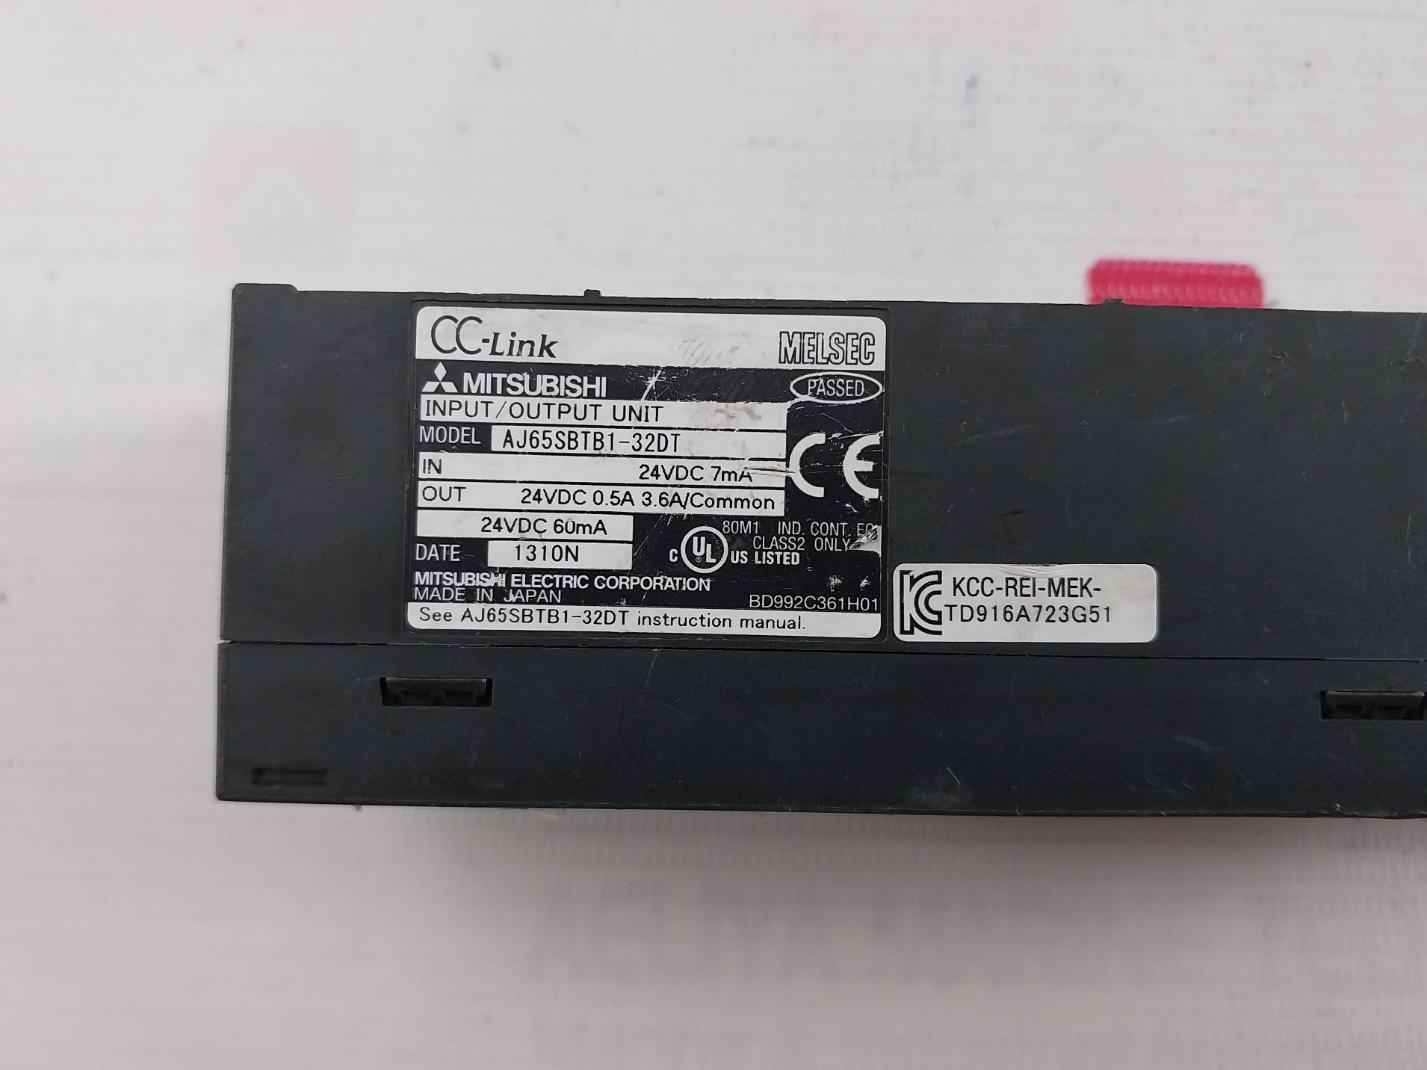 CC-Link MELSEC
MITSUBISHI PASSED
INPUT/OUTPUT UNIT
MODEL AJ65SBTB1-32DT
IN 24VDC 7mA
OUT 24VDC 0.5A 3.6A/Common
CE
24VDC 60mA
80M1 IND. CONT. EQ.
CLASS2 ONLY
C UL US LISTED
DATE 1310N
MITSUBISHI ELECTRIC CORPORATION
MADE IN JAPAN BD992C361H01
See AJ65SBTB1-32DT instruction manual.
KCC-REI-MEK-
TD916A723G51